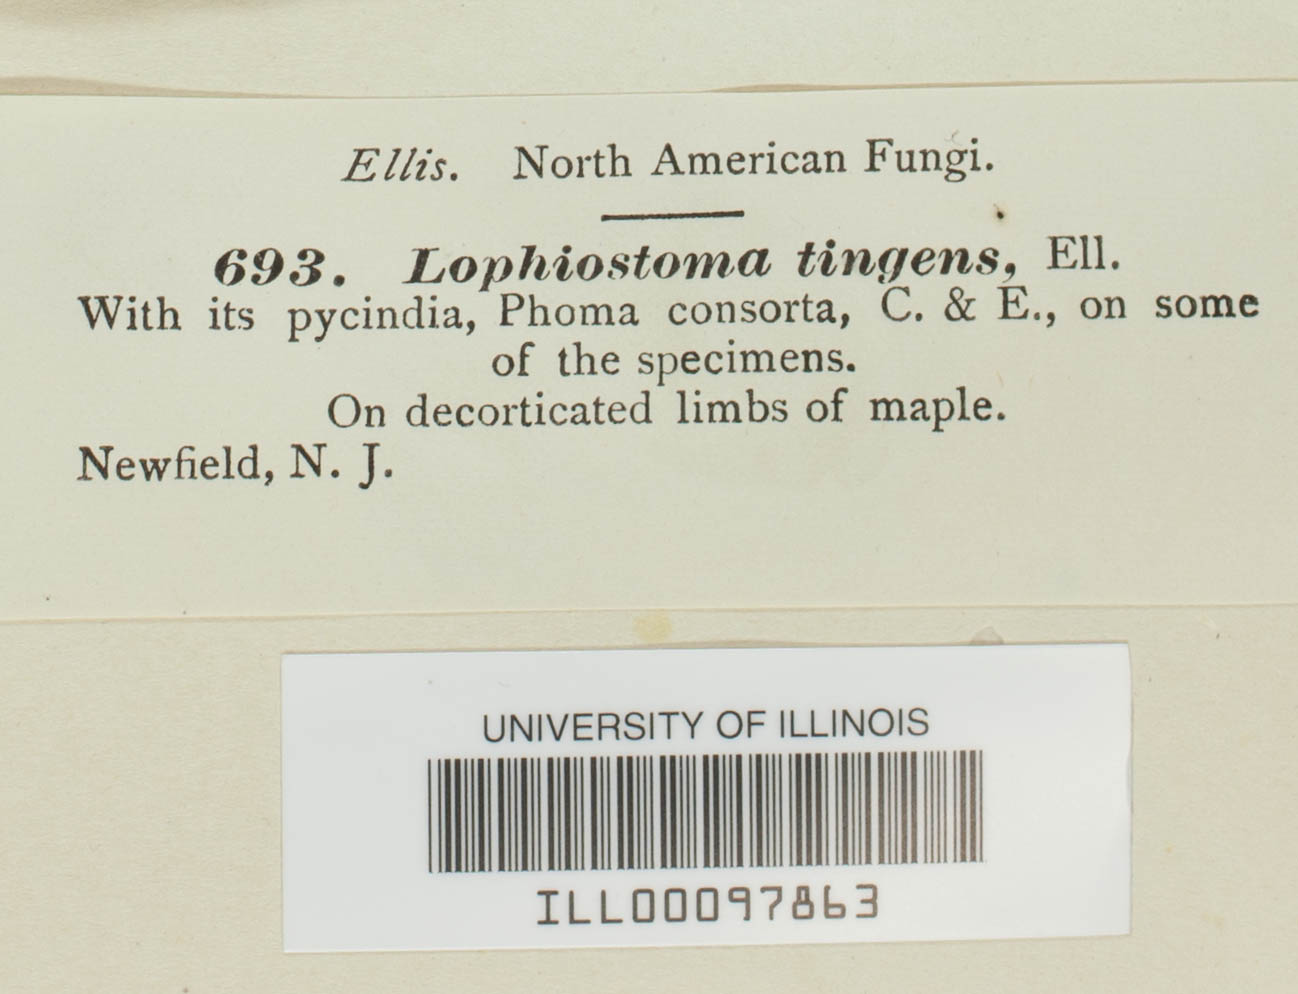 Ellis. North American Fungi.
693. Lophiostoma tingens, Ell.
With its pycindia, Phoma consorta, C. & E., on some
of the specimens.
On decorticated limbs of maple.
Newfield, N. J.
UNIVERSITY OF ILLINOIS
ILL00097863